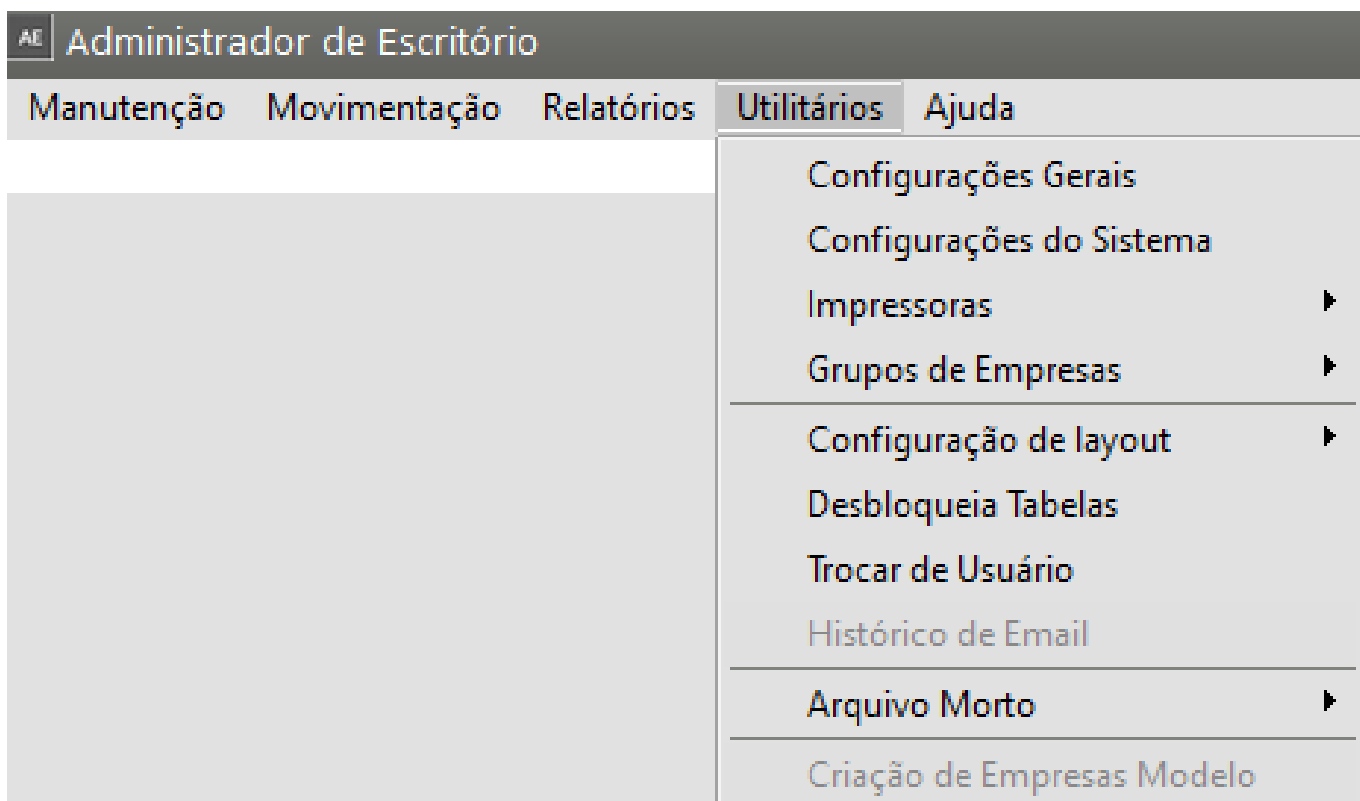 AE Administrador de Escritório
Manutenção Movimentação Relatórios Utilitários Ajuda
Configurações Gerais
Configurações do Sistema
Impressoras
Grupos de Empresas
Configuração de layout
Desbloqueia Tabelas
Trocar de Usuário
Histórico de Email
Arquivo Morto
Criação de Empresas Modelo